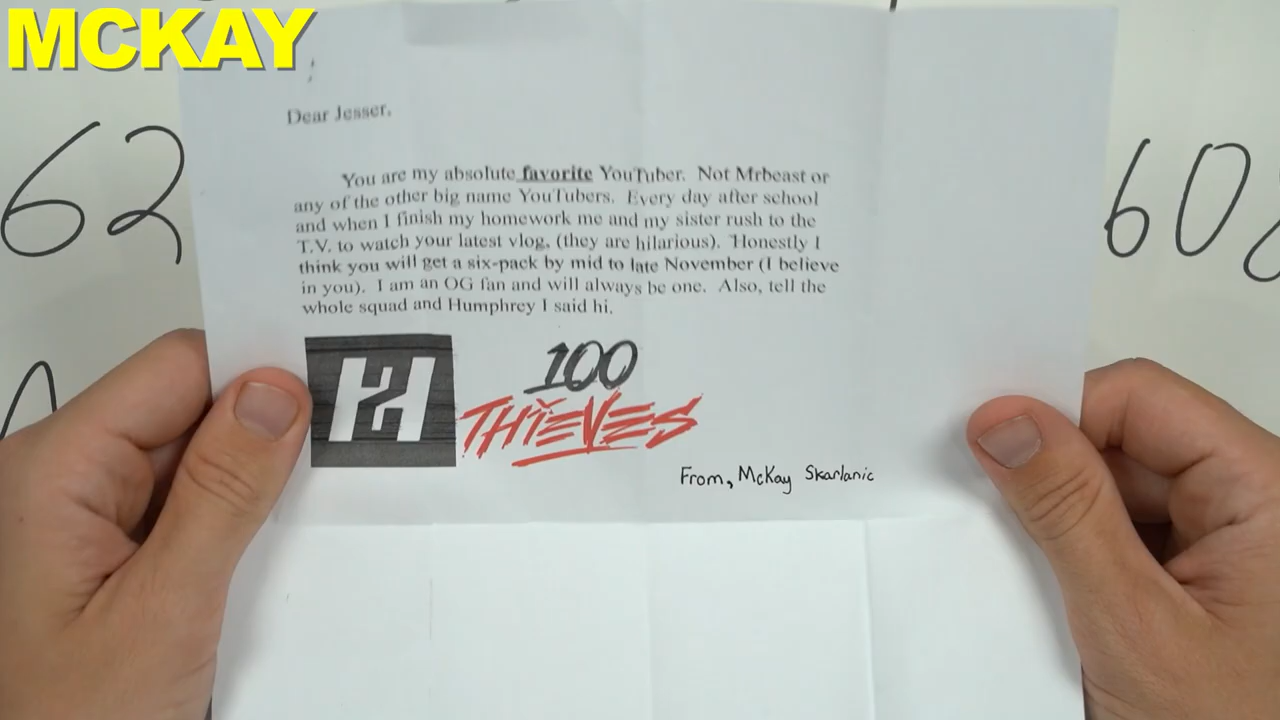 MCKAY
62
608
Dear Jesser,
You are my absolute favorite YouTuber. Not Mrbeast or
any of the other big name YouTubers. Every day after school
and when I finish my homework me and my sister rush to the
T.V. to watch your latest vlog, (they are hilarious). Honestly I
think you will get a six-pack by mid to late November (I believe
in you). I am an OG fan and will always be one. Also, tell the
whole squad and Humphrey I said hi.
2
100
THIEVES
From, McKay Skarlanic